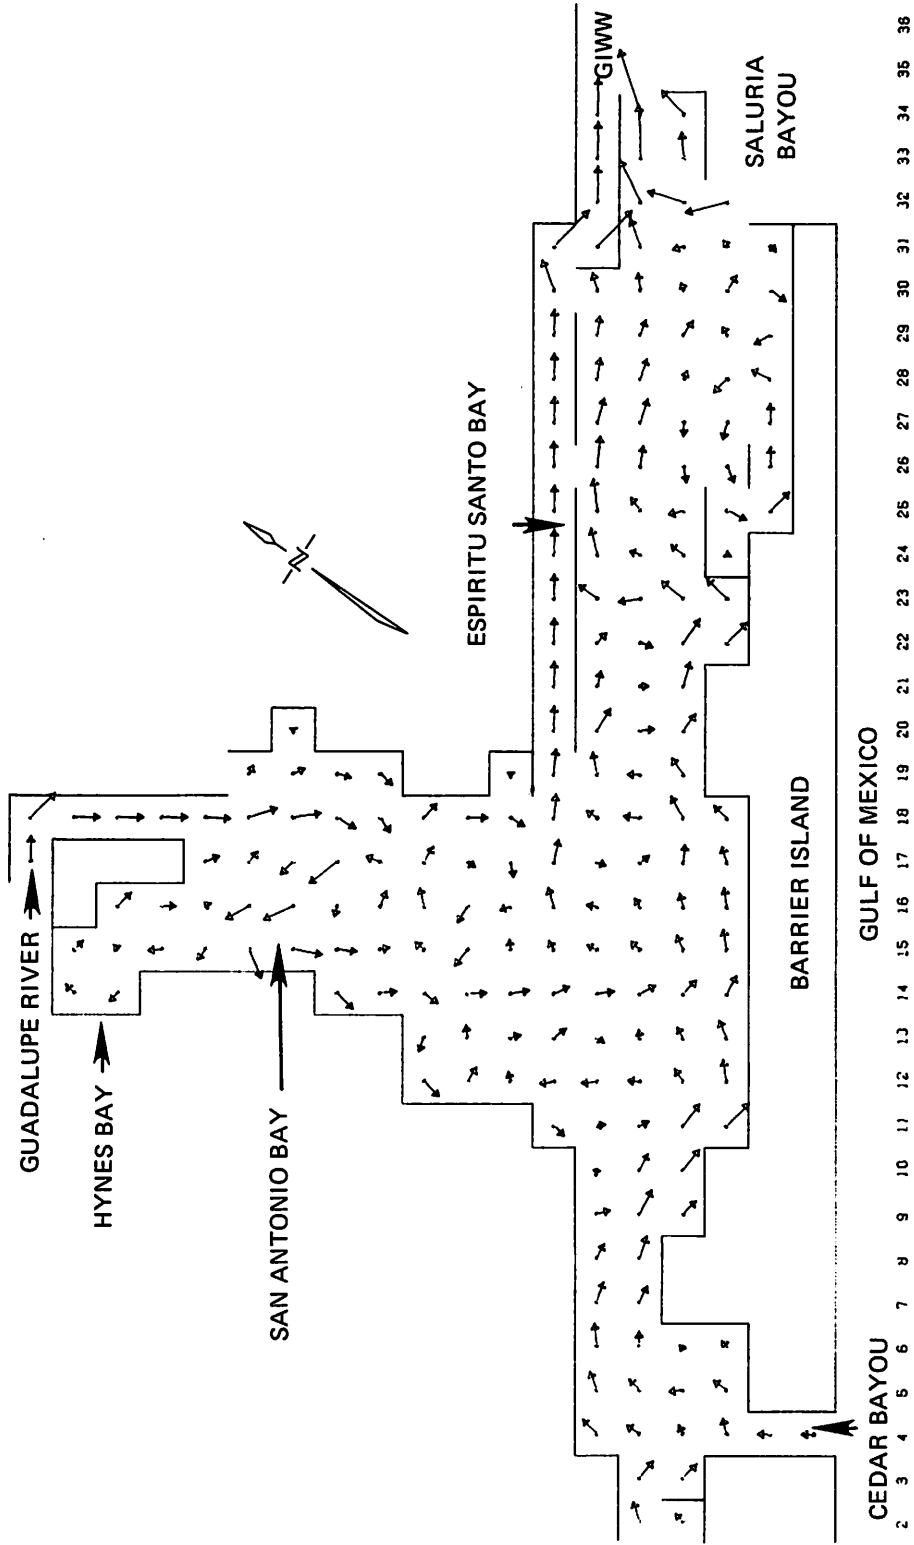 GUADALUPE RIVER
HYNES BAY
SAN ANTONIO BAY
N
ESPIRITU SANTO BAY
GIWW
SALURIA
BAYOU
BARRIER ISLAND
GULF OF MEXICO
CEDAR BAYOU
2 3 4 5 6 7 8 9 10 11 12 13 14 15 16 17 18 19 20 21 22 23 24 25 26 27 28 29 30 31 32 33 34 35 36